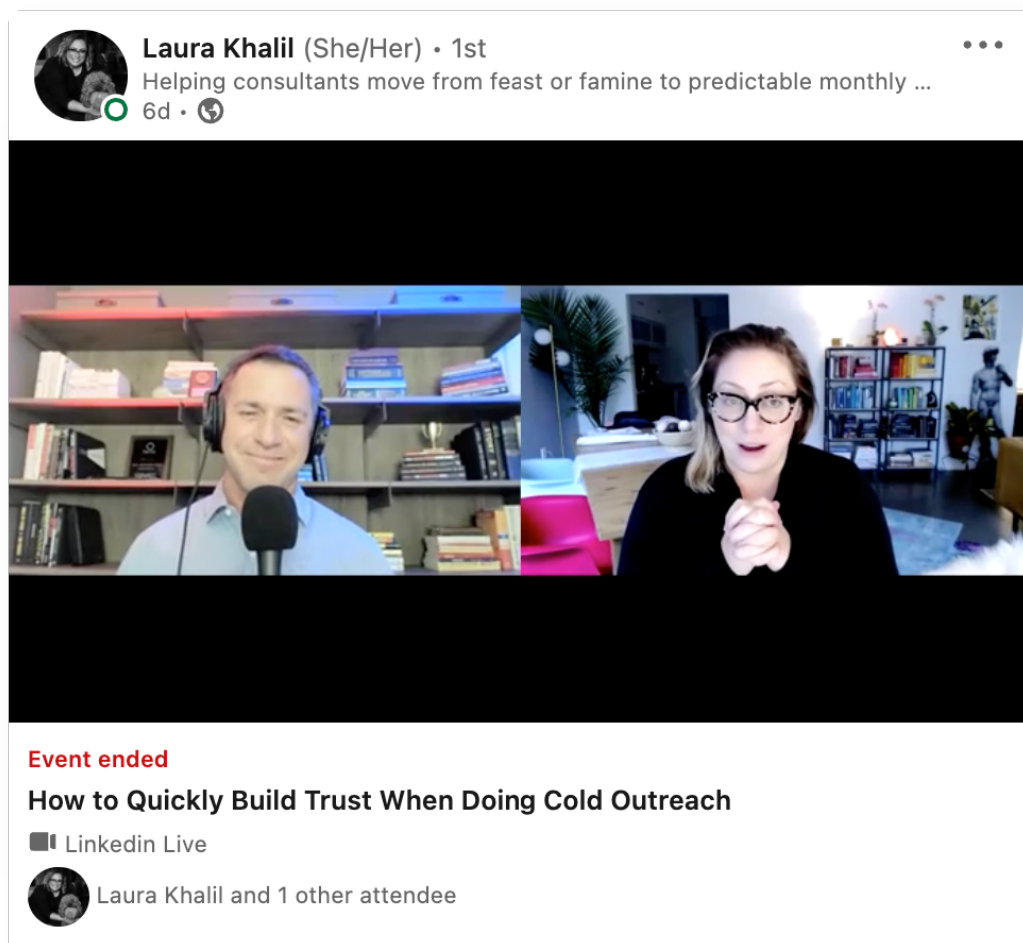 Laura Khalil (She/Her) • 1st
Helping consultants move from feast or famine to predictable monthly ...
6d •
Event ended
How to Quickly Build Trust When Doing Cold Outreach
Linkedin Live
Laura Khalil and 1 other attendee